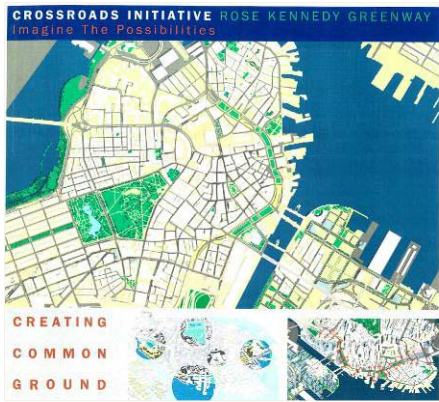 CROSSROADS INITIATIVE ROSE KENNEDY GREENWAY
Imagine The Possibilities
CREATING
COMMON
GROUND